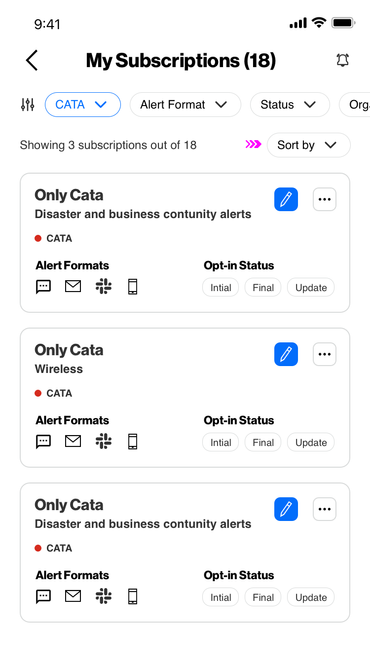 9:41
My Subscriptions (18)
CATA
Alert Format
Status
Orga
Showing 3 subscriptions out of 18
Sort by
Only Cata
Disaster and business contunity alerts
CATA
Alert Formats
Opt-in Status
Intial
Final
Update
Only Cata
Wireless
CATA
Alert Formats
Opt-in Status
Intial
Final
Update
Only Cata
Disaster and business contunity alerts
CATA
Alert Formats
Opt-in Status
Intial
Final
Update